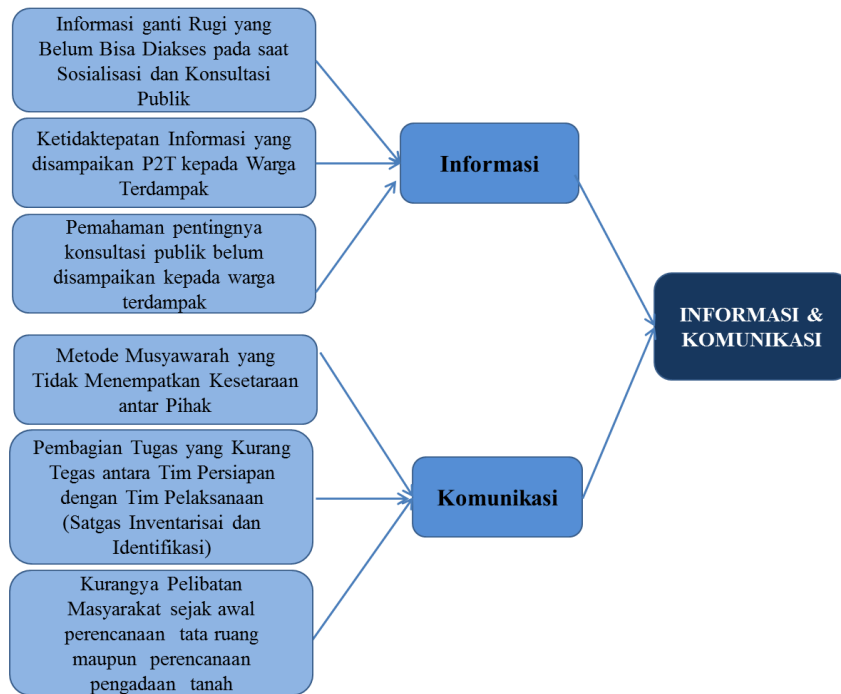 Informasi ganti Rugi yang
Belum Bisa Diakses pada saat
Sosialisasi dan Konsultasi
Publik
Ketidaktepatan Informasi yang
disampaikan P2T kepada Warga
Terdampak
Pemahaman pentingnya
konsultasi publik belum
disampaikan kepada warga
terdampak
Informasi
Metode Musyawarah yang
Tidak Menempatkan Kesetaraan
antar Pihak
Pembagian Tugas yang Kurang
Tegas antara Tim Persiapan
dengan Tim Pelaksanaan
(Satgas Inventarisai dan
Identifikasi)
Kurangya Pelibatan
Masyarakat sejak awal
perencanaan tata ruang
maupun perencanaan
pengadaan tanah
Komunikasi
INFORMASI &
KOMUNIKASI